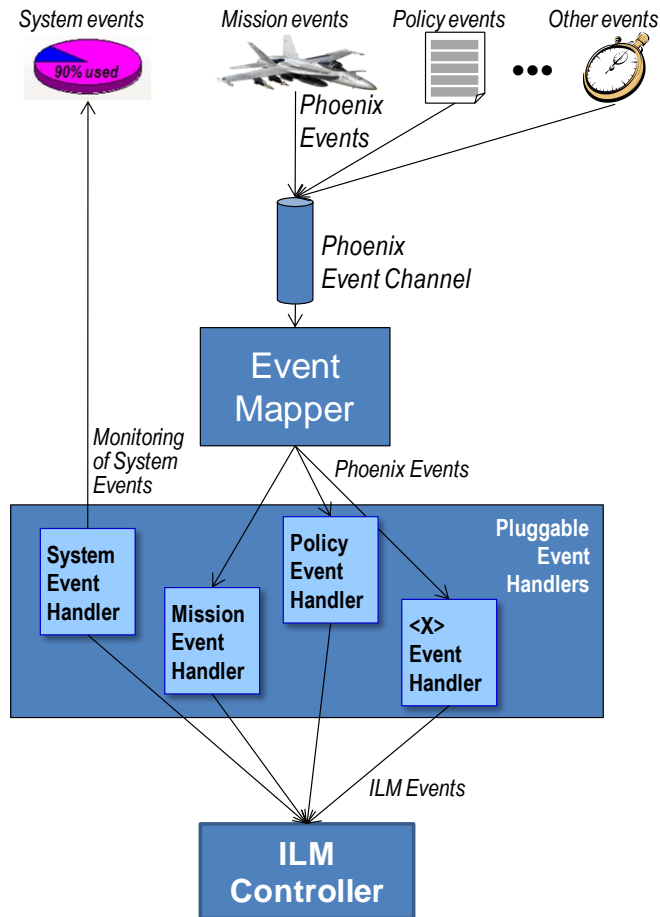 System events
Mission events
Policy events
Other events
90% used
Phoenix
Events
Phoenix
Event Channel
Event
Mapper
Monitoring
of System
Events
Phoenix Events
Pluggable
Event
Handlers
System
Event
Handler
Mission
Event
Handler
Policy
Event
Handler
<X>
Event
Handler
ILM Events
ILM
Controller